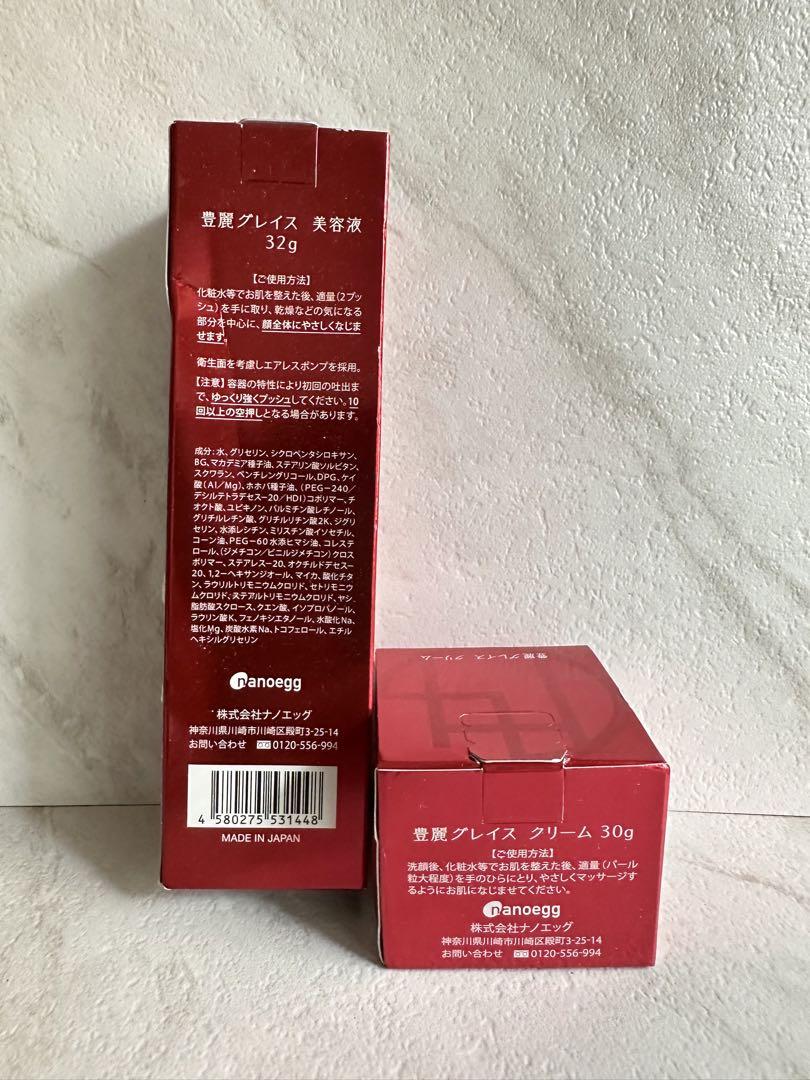 豊麗グレイス 美容液
32g
【ご使用方法】
化粧水等でお肌を整えた後、適量(2プッ
シュ)を手に取り、乾燥などの気になる
部分を中心に、顔全体にやさしくなじま
せます。
衛生面を考慮しエアレスポンプを採用。
【注意】容器の特性により初回の吐出ま
で、ゆっくり強くプッシュしてください。10
回以上の空押しとなる場合があります。
成分:水、グリセリン、シクロペンタシロキサン、
BG、マカデミア種子油、ステアリン酸ソルビタン、
スクワラン、ペンチレングリコール、DPG、ケイ
酸(Al/Mg)、ホホバ種子油、(PEG-240/
デシルテトラデセス-20/HDI)コポリマー、チ
オクト酸、ユビキノン、パルミチン酸レチノール、
グリチルレチン酸、グリチルリチン酸2K、ジグリ
セリン、水添レシチン、ミリスチン酸イソセチル、
コーン油、PEG-60水添ヒマシ油、コレステ
ロール、(ジメチコン/ビニルジメチコン)クロス
ポリマー、ステアレス-20、オクチルドデセス-
20、1,2-ヘキサンジオール、マイカ、酸化チタ
ン、ラウリルトリモニウムクロリド、セトリモニウ
ムクロリド、ステアルトリモニウムクロリド、ヤシ
脂肪酸スクロース、クエン酸、イソプロパノール、
ラウリン酸K、フェノキシエタノール、水酸化Na、
塩化Mg、炭酸水素Na、トコフェロール、エチル
ヘキシルグリセリン
nanoegg
株式会社ナノエッグ
神奈川県川崎市川崎区殿町3-25-14
お問い合わせ 0120-556-994
4 580275 531448
MADE IN JAPAN
豊麗グレイス クリーム
豊麗グレイス クリーム 30g
【ご使用方法】
洗顔後、化粧水等でお肌を整えた後、適量(パール
粒大程度)を手のひらにとり、やさしくマッサージす
るようにお肌になじませてください。
nanoegg
株式会社ナノエッグ
神奈川県川崎市川崎区殿町3-25-14
お問い合わせ 0120-556-994